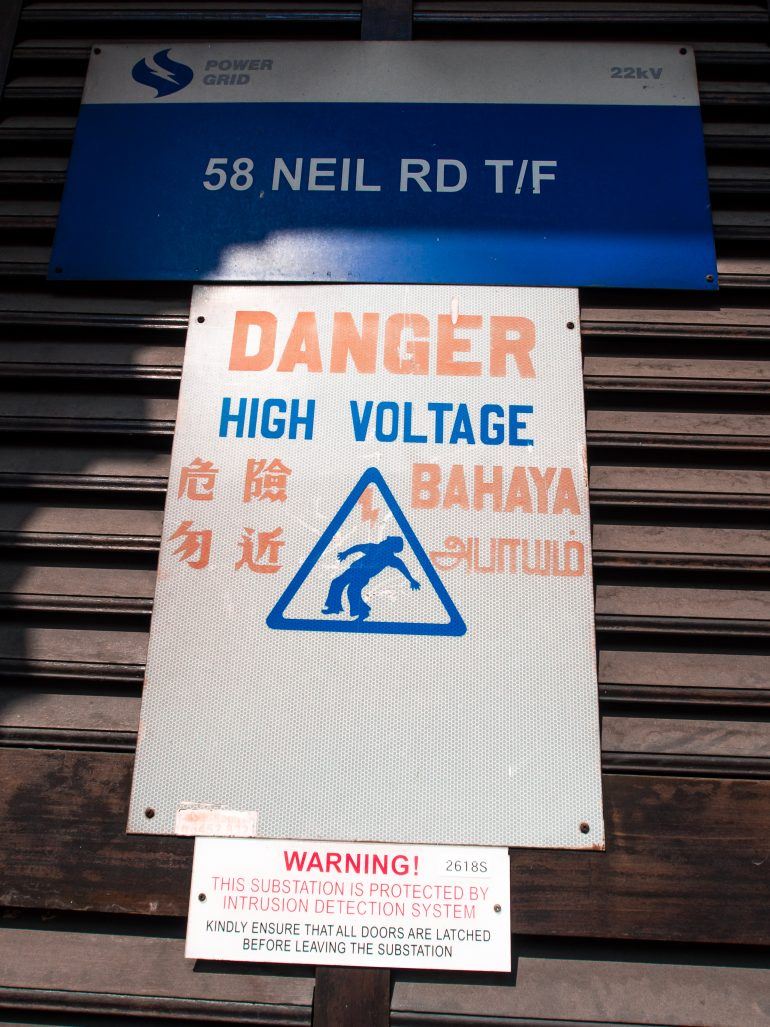 POWER
GRID
22kV
58 NEIL RD T/F
DANGER
HIGH VOLTAGE
危險
勿近
BAHAYA
அபாயம்
WARNING!
2618S
THIS SUBSTATION IS PROTECTED BY
INTRUSION DETECTION SYSTEM
KINDLY ENSURE THAT ALL DOORS ARE LATCHED
BEFORE LEAVING THE SUBSTATION